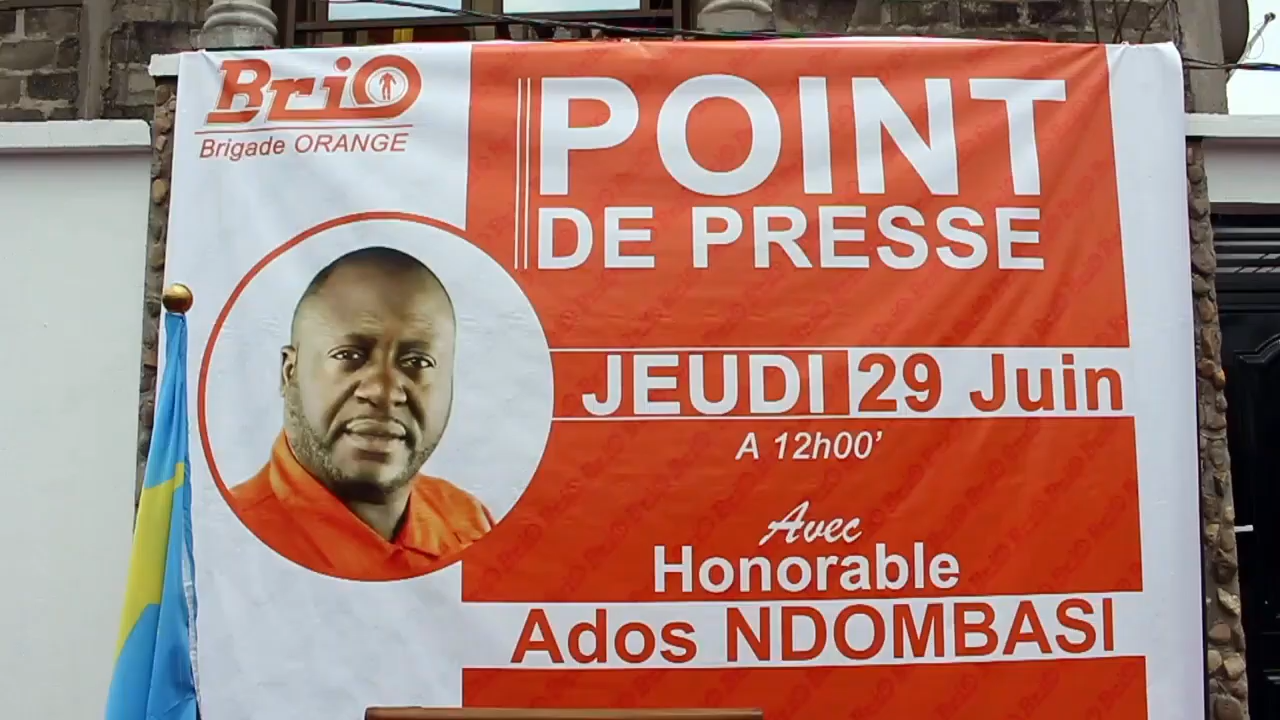 BriO
Brigade ORANGE
POINT
DE PRESSE
JEUDI 29 Juin
A 12h00’
Avec
Honorable
Ados NDOMBASI